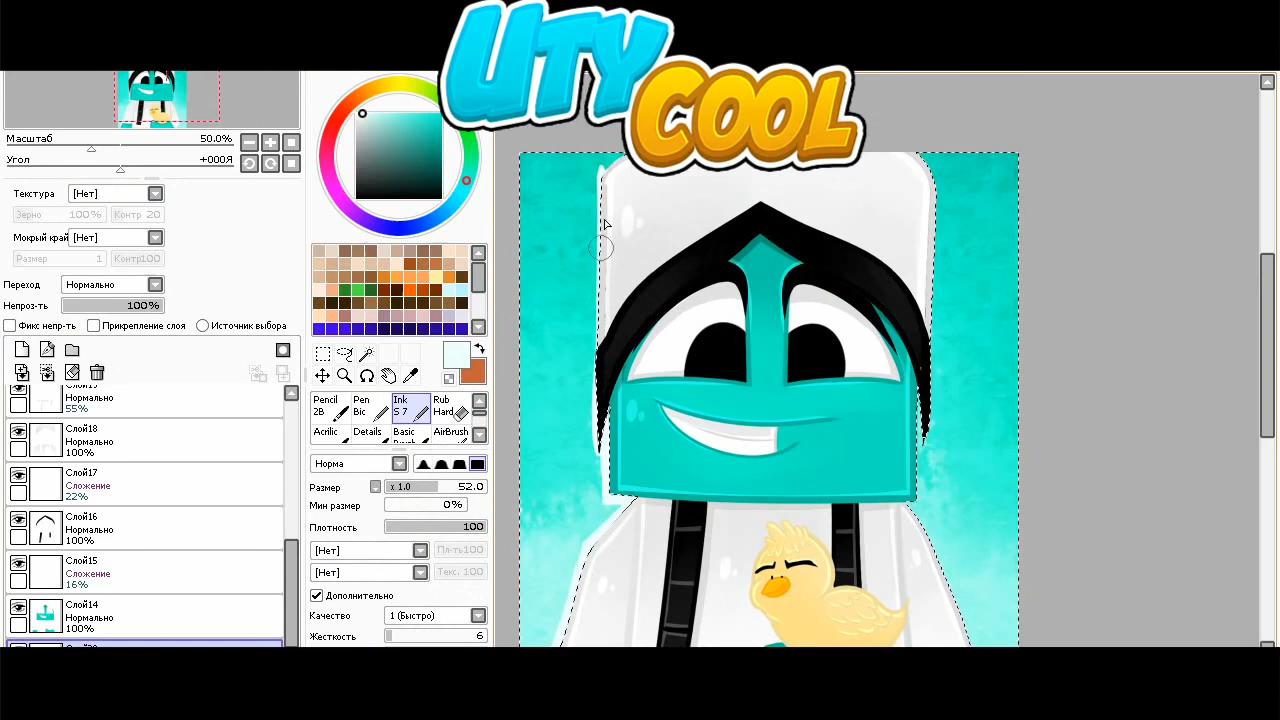 UTY
COOL
Масштаб 50.0%
Угол +000Я
Текстура [Нет]
Зерно 100% Контр 20
Мокрый край [Нет]
Размер 1 Контр100
Переход Нормально
Непроз-ть 100%
Фикс непр-ть Прикрепление слоя Источник выбора
Нормально
55%
Слой18
Нормально
100%
Слой17
Сложение
22%
Слой16
Нормально
100%
Слой15
Сложение
16%
Слой14
Нормально
100%
Pencil Pen Ink Rub
2B Bic S 7 Hard
Acrilic Details Basic AirBrush
Норма
Размер x 1.0 52.0
Мин размер 0%
Плотность 100
[Нет] Пл-ть100
[Нет] Текс. 100
Дополнительно
Качество 1 (Быстро)
Жесткость 6